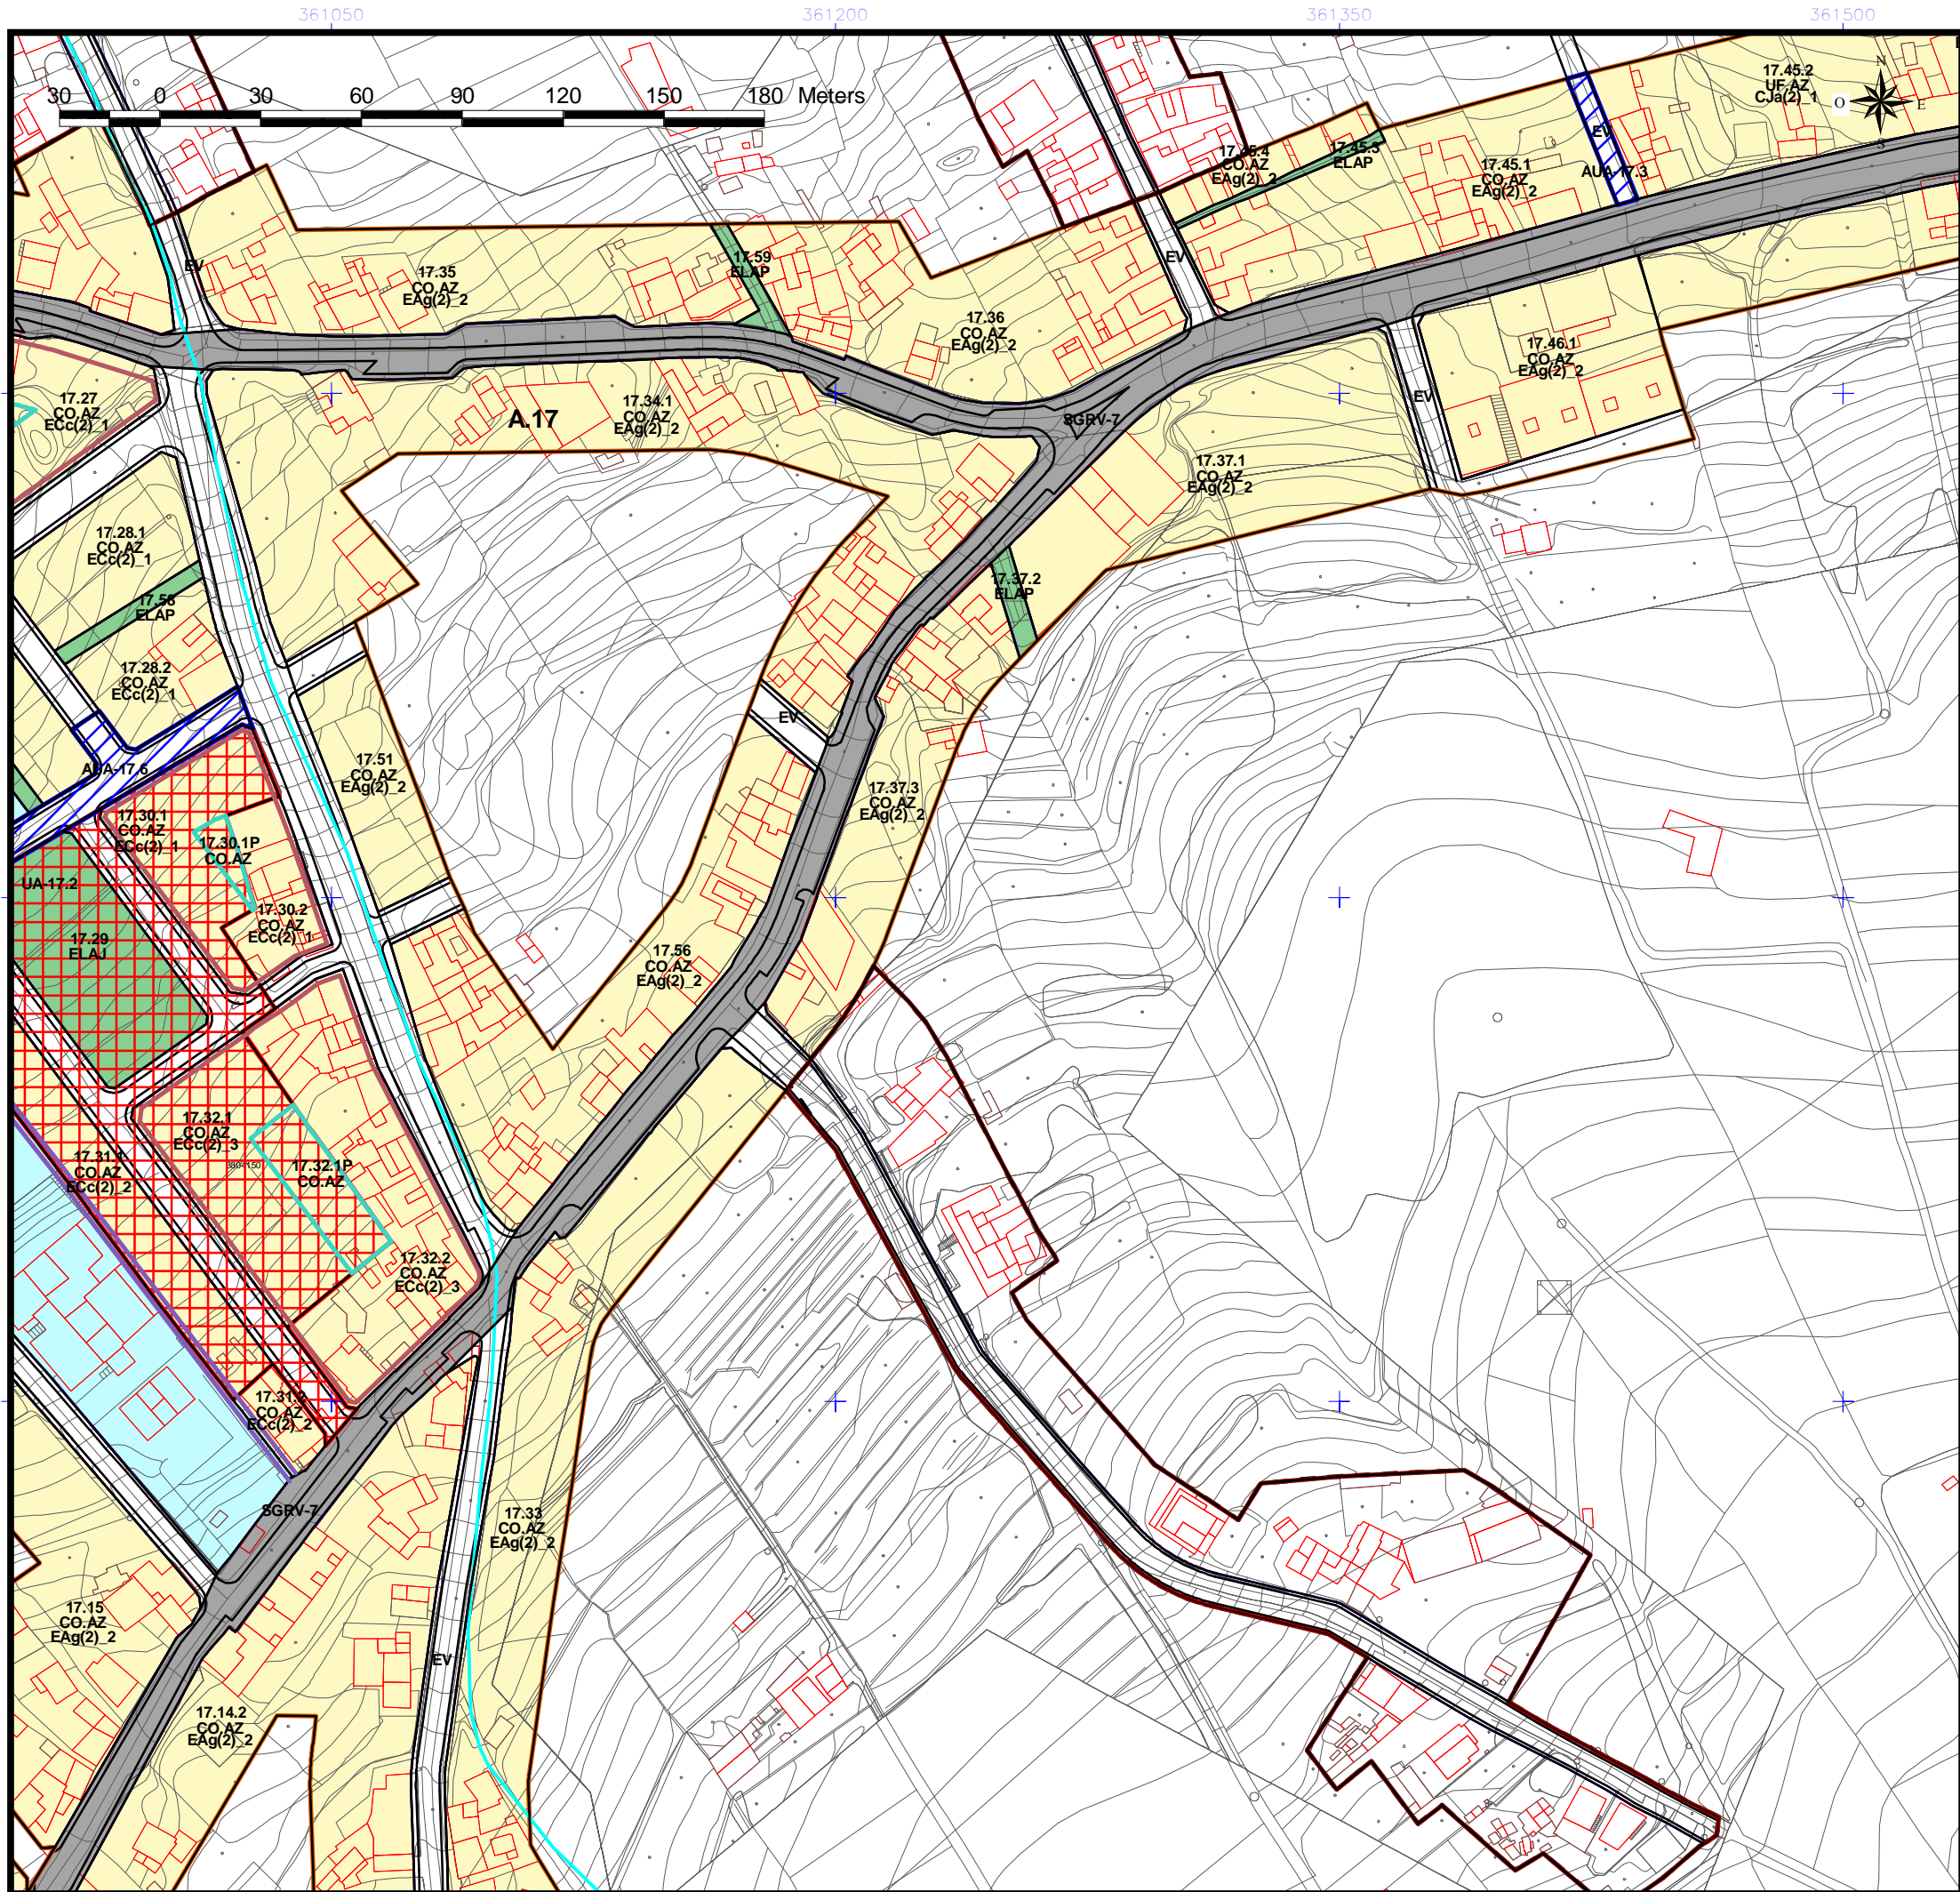 361050 361200 361350 361500
30 0 30 60 90 120 150 180 Meters
N
O E
S
17.45.2
UF,AZ
CJa(2)_1
EV
AUA-17.3
17.45.4
CO,AZ
EAg(2)_2
17.45.3
ELAP
17.45.1
CO,AZ
EAg(2)_2
EV
17.35
CO,AZ
EAg(2)_2
17.59
ELAP
EV
17.36
CO,AZ
EAg(2)_2
17.46.1
CO,AZ
EAg(2)_2
EV
17.27
CO,AZ
ECc(2)_1
A.17
17.34.1
CO,AZ
EAg(2)_2
SGRV-7
17.37.1
CO,AZ
EAg(2)_2
17.28.1
CO,AZ
ECc(2)_1
17.58
ELAP
17.37.2
ELAP
17.28.2
CO,AZ
ECc(2)_1
EV
AUA-17.6
17.51
CO,AZ
EAg(2)_2
17.37.3
CO,AZ
EAg(2)_2
17.30.1
CO.AZ
ECc(2)_1
17.30.1P
CO.AZ
UA-17.2
17.30.2
CO,AZ
ECc(2)_1
17.29
ELAJ
17.56
CO,AZ
EAg(2)_2
17.32.1
CO,AZ
ECc(2)_3
3804150
17.31.1
CO,AZ
ECc(2)_2
17.32.1P
CO.AZ
17.32.2
CO,AZ
ECc(2)_3
17.31.2
CO,AZ
ECc(2)_2
SGRV-7
17.33
CO,AZ
EAg(2)_2
17.15
CO.AZ
EAg(2)_2
EV
17.14.2
CO,AZ
EAg(2)_2